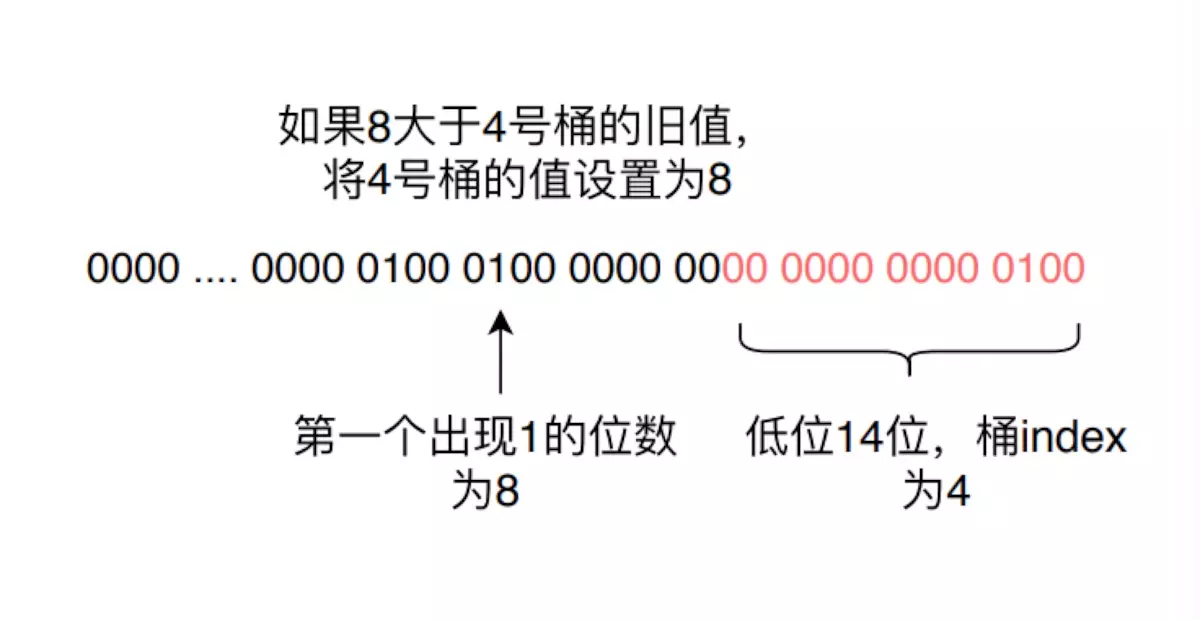 如果8大于4号桶的旧值，
将4号桶的值设置为8
0000 .... 0000 0100 0100 0000 0000 0000 0000 0100
第一个出现1的位数
为8
低位14位，桶index
为4